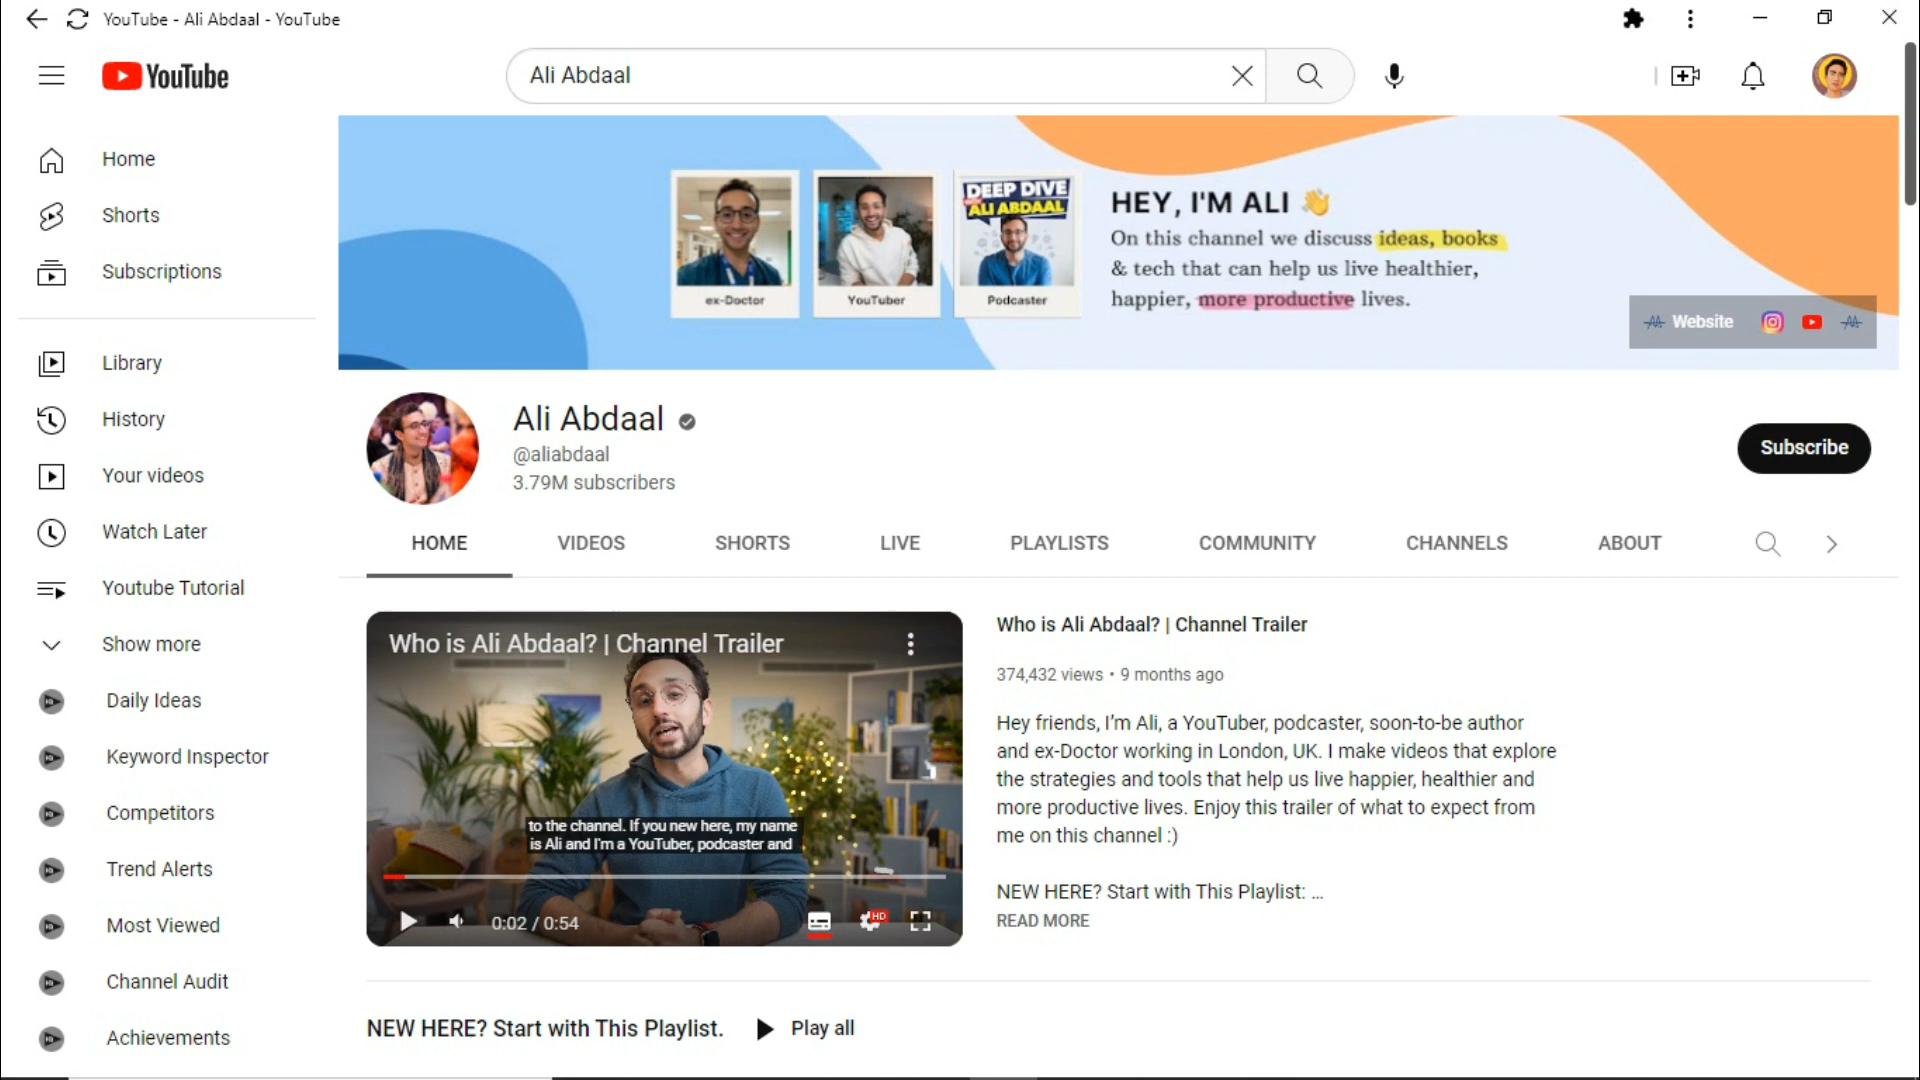 YouTube - Ali Abdaal - YouTube
YouTube
Ali Abdaal
Home
Shorts
Subscriptions
Library
History
Your videos
Watch Later
Youtube Tutorial
Show more
Daily Ideas
Keyword Inspector
Competitors
Trend Alerts
Most Viewed
Channel Audit
Achievements
ex-Doctor
YouTuber
DEEP DIVE
ALI ABDAAL
Podcaster
HEY, I'M ALI 👋
On this channel we discuss ideas, books
& tech that can help us live healthier,
happier, more productive lives.
Website
Ali Abdaal
@aliabdaal
3.79M subscribers
Subscribe
HOME
VIDEOS
SHORTS
LIVE
PLAYLISTS
COMMUNITY
CHANNELS
ABOUT
Who is Ali Abdaal? | Channel Trailer
to the channel. If you new here, my name
is Ali and I'm a YouTuber, podcaster and
0:02 / 0:54
HD
Who is Ali Abdaal? | Channel Trailer
374,432 views • 9 months ago
Hey friends, I’m Ali, a YouTuber, podcaster, soon-to-be author
and ex-Doctor working in London, UK. I make videos that explore
the strategies and tools that help us live happier, healthier and
more productive lives. Enjoy this trailer of what to expect from
me on this channel :)
NEW HERE? Start with This Playlist: ...
READ MORE
NEW HERE? Start with This Playlist.
Play all